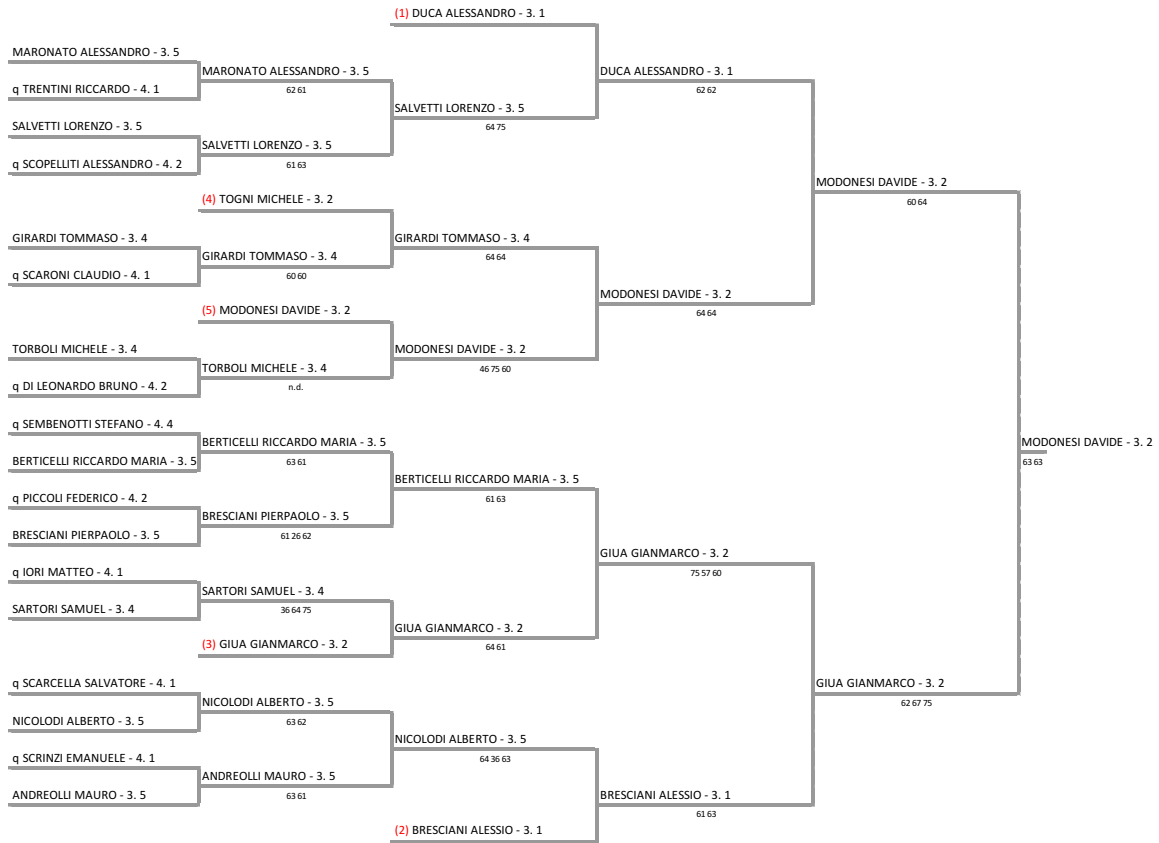 (1) DUCA ALESSANDRO - 3. 1
MARONATO ALESSANDRO - 3. 5
MARONATO ALESSANDRO - 3. 5
DUCA ALESSANDRO - 3. 1
q TRENTINI RICCARDO - 4. 1
62 61
62 62
SALVETTI LORENZO - 3. 5
SALVETTI LORENZO - 3. 5
64 75
SALVETTI LORENZO - 3. 5
q SCOPELLITI ALESSANDRO - 4. 2
61 63
MODONESI DAVIDE - 3. 2
(4) TOGNI MICHELE - 3. 2
60 64
GIRARDI TOMMASO - 3. 4
GIRARDI TOMMASO - 3. 4
GIRARDI TOMMASO - 3. 4
64 64
q SCARONI CLAUDIO - 4. 1
60 60
MODONESI DAVIDE - 3. 2
(5) MODONESI DAVIDE - 3. 2
64 64
TORBOLI MICHELE - 3. 4
MODONESI DAVIDE - 3. 2
TORBOLI MICHELE - 3. 4
46 75 60
q DI LEONARDO BRUNO - 4. 2
n.d.
q SEMBENOTTI STEFANO - 4. 4
BERTICELLI RICCARDO MARIA - 3. 5
MODONESI DAVIDE - 3. 2
BERTICELLI RICCARDO MARIA - 3. 5
63 61
63 63
BERTICELLI RICCARDO MARIA - 3. 5
q PICCOLI FEDERICO - 4. 2
61 63
BRESCIANI PIERPAOLO - 3. 5
BRESCIANI PIERPAOLO - 3. 5
61 26 62
GIUA GIANMARCO - 3. 2
q IORI MATTEO - 4. 1
75 57 60
SARTORI SAMUEL - 3. 4
SARTORI SAMUEL - 3. 4
36 64 75
GIUA GIANMARCO - 3. 2
(3) GIUA GIANMARCO - 3. 2
64 61
q SCARCELLA SALVATORE - 4. 1
GIUA GIANMARCO - 3. 2
NICOLODI ALBERTO - 3. 5
62 67 75
NICOLODI ALBERTO - 3. 5
63 62
NICOLODI ALBERTO - 3. 5
q SCRINZI EMANUELE - 4. 1
64 36 63
ANDREOLLI MAURO - 3. 5
ANDREOLLI MAURO - 3. 5
63 61
BRESCIANI ALESSIO - 3. 1
61 63
(2) BRESCIANI ALESSIO - 3. 1